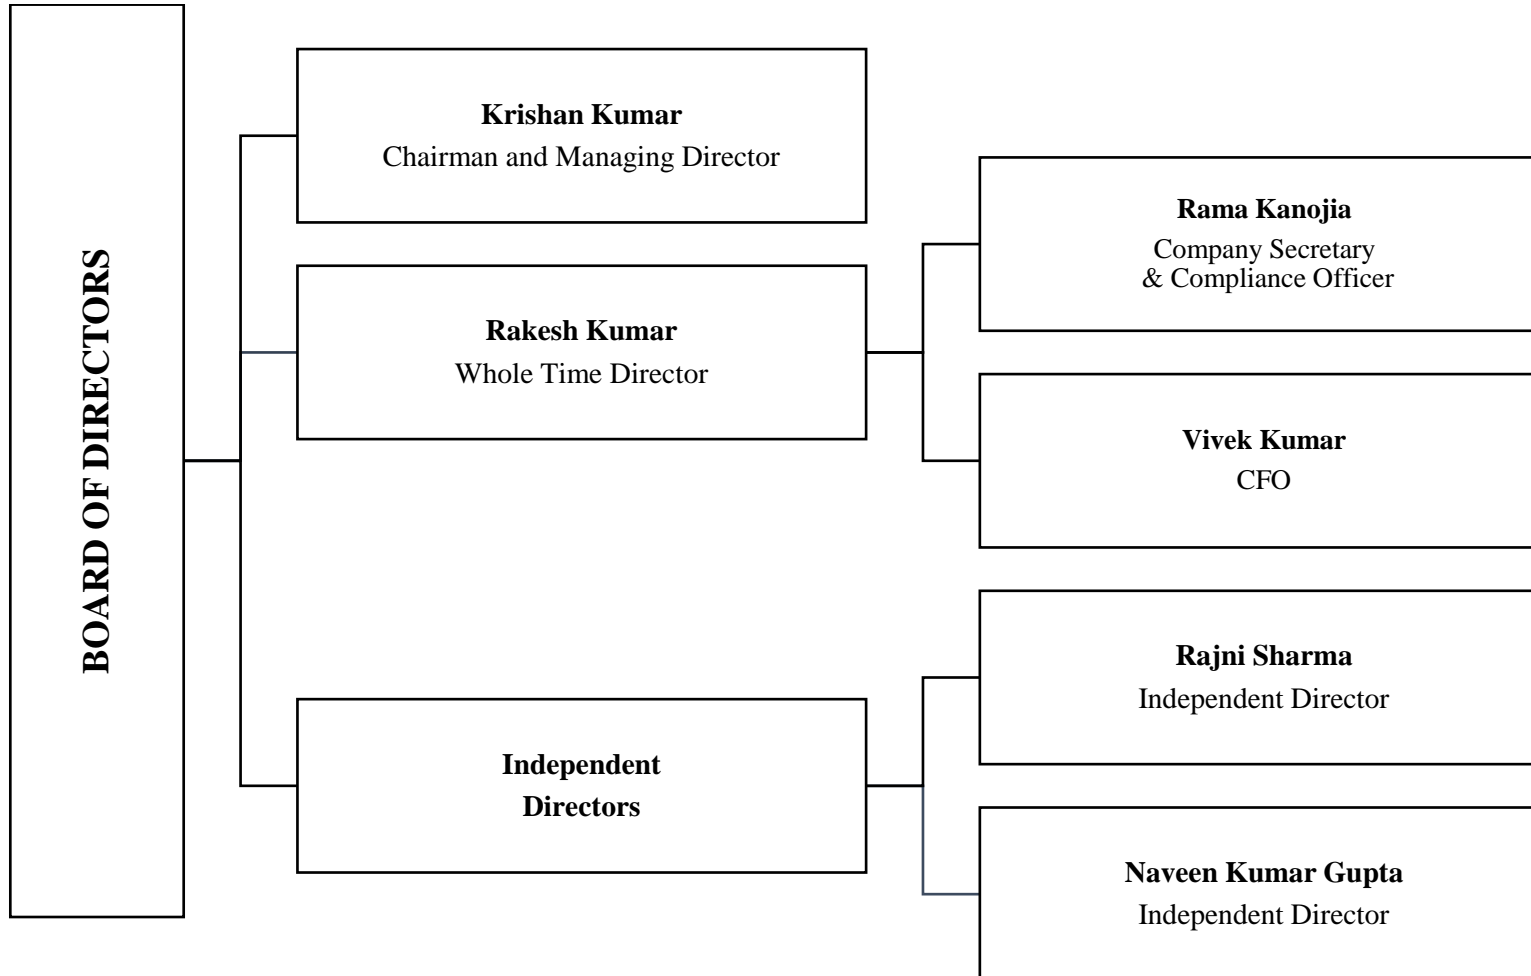 BOARD OF DIRECTORS
Krishan Kumar
Chairman and Managing Director
Rakesh Kumar
Whole Time Director
Rama Kanojia
Company Secretary
& Compliance Officer
Vivek Kumar
CFO
Independent
Directors
Rajni Sharma
Independent Director
Naveen Kumar Gupta
Independent Director